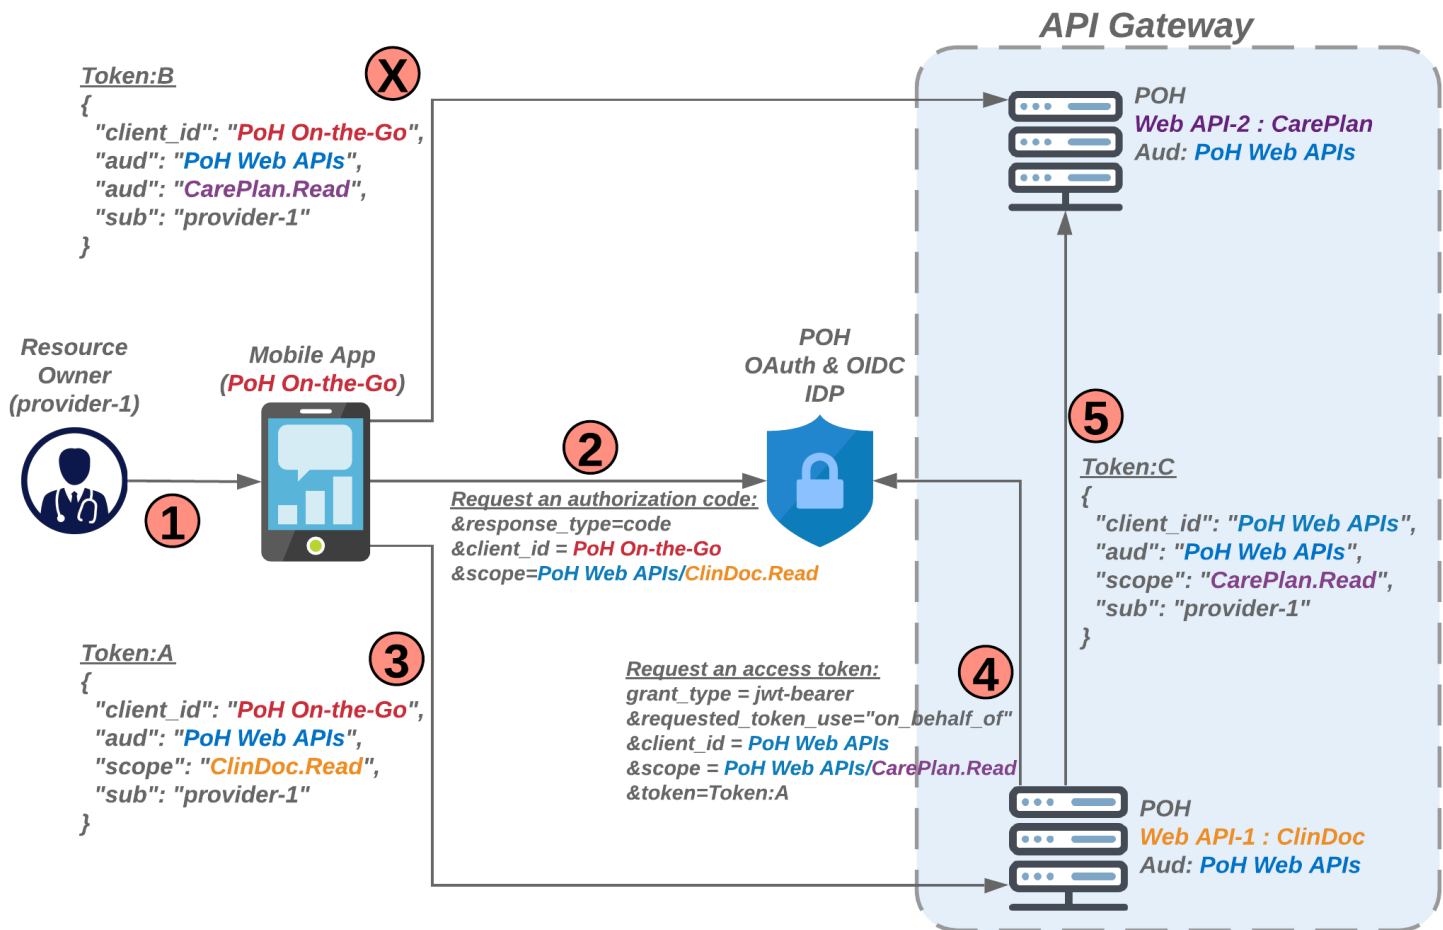 API Gateway
Token:B
{
"client_id": "PoH On-the-Go",
"aud": "PoH Web APIs",
"aud": "CarePlan.Read",
"sub": "provider-1"
}
X
POH
Web API-2 : CarePlan
Aud: PoH Web APIs
Resource
Owner
(provider-1)
1
Mobile App
(PoH On-the-Go)
2
Request an authorization code:
&response_type=code
&client_id = PoH On-the-Go
&scope=PoH Web APIs/ClinDoc.Read
POH
OAuth & OIDC
IDP
5
Token:C
{
"client_id": "PoH Web APIs",
"aud": "PoH Web APIs",
"scope": "CarePlan.Read",
"sub": "provider-1"
}
Token:A
{
"client_id": "PoH On-the-Go",
"aud": "PoH Web APIs",
"scope": "ClinDoc.Read",
"sub": "provider-1"
}
3
Request an access token:
grant_type = jwt-bearer
&requested_token_use="on_behalf_of"
&client_id = PoH Web APIs
&scope = PoH Web APIs/CarePlan.Read
&token=Token:A
4
POH
Web API-1 : ClinDoc
Aud: PoH Web APIs